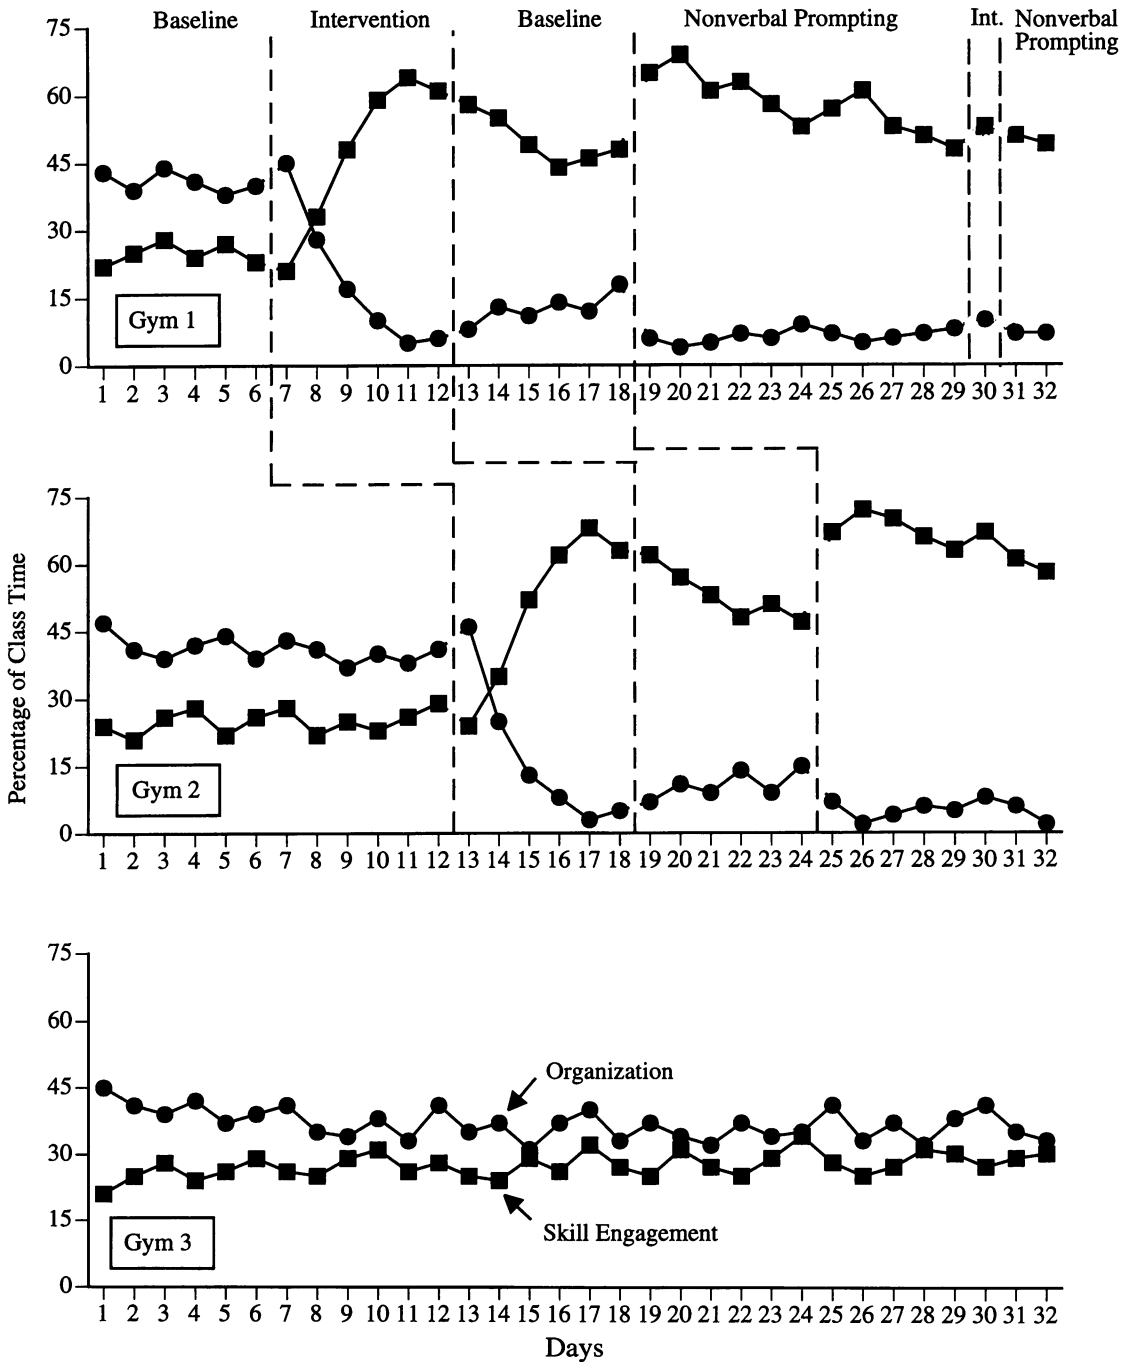 Baseline Intervention Baseline Nonverbal Prompting Int. Nonverbal
Prompting
75
60
45
30
15
0
Gym 1
1 2 3 4 5 6 7 8 9 10 11 12 13 14 15 16 17 18 19 20 21 22 23 24 25 26 27 28 29 30 31 32
Percentage of Class Time
75
60
45
30
15
0
Gym 2
1 2 3 4 5 6 7 8 9 10 11 12 13 14 15 16 17 18 19 20 21 22 23 24 25 26 27 28 29 30 31 32
75
60
45
30
15
0
Organization
Skill Engagement
Gym 3
1 2 3 4 5 6 7 8 9 10 11 12 13 14 15 16 17 18 19 20 21 22 23 24 25 26 27 28 29 30 31 32
Days